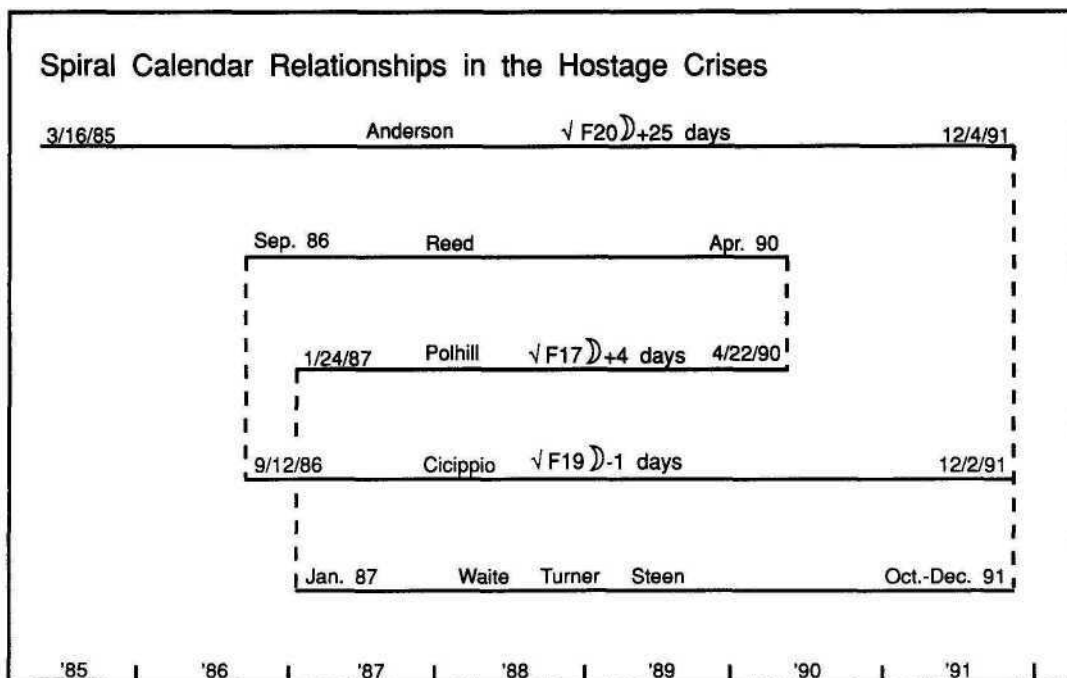 Spiral Calendar Relationships in the Hostage Crises
3/16/85 Anderson √F20☽+25 days 12/4/91
Sep. 86 Reed Apr. 90
1/24/87 Polhill √F17☽+4 days 4/22/90
9/12/86 Cicippio √F19☽-1 days 12/2/91
Jan. 87 Waite Turner Steen Oct.-Dec. 91
'85 '86 '87 '88 '89 '90 '91